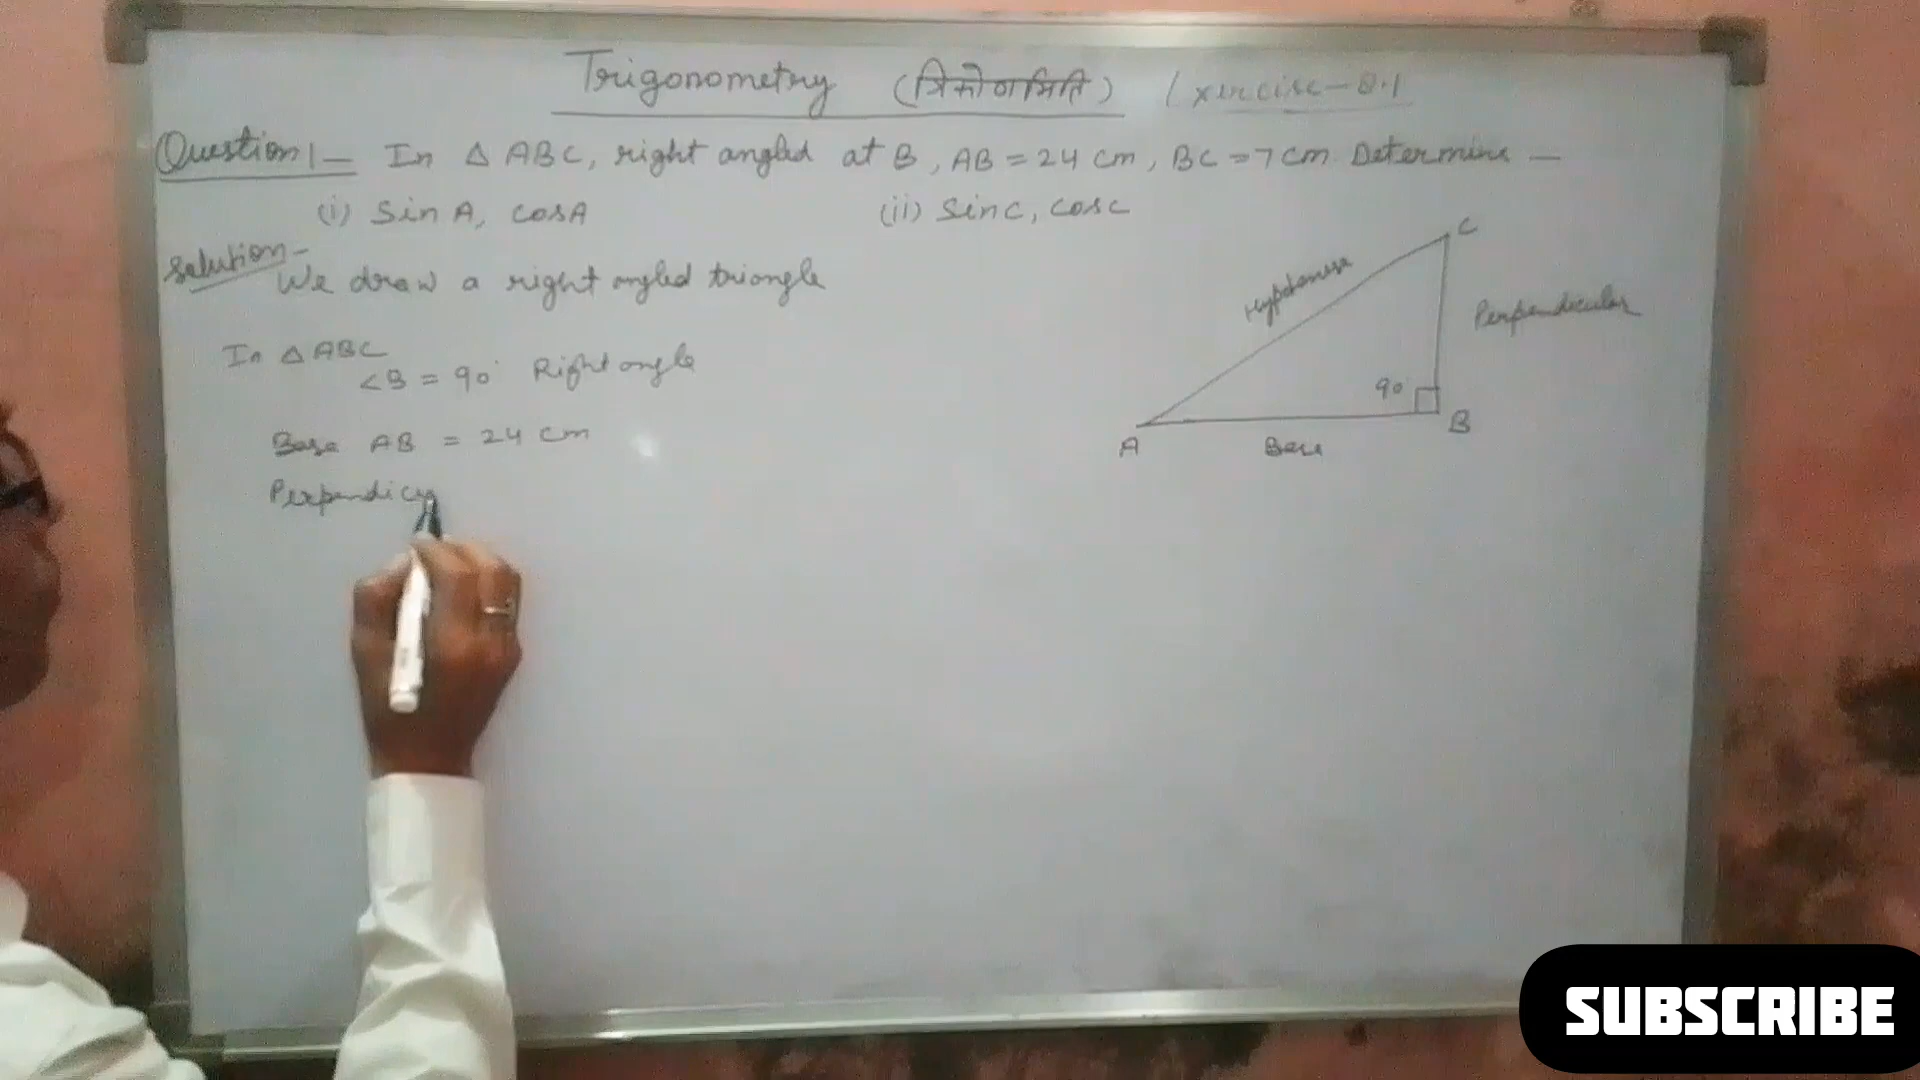 Trigonometry (त्रिकोणमिति) Exercise-8.1
Question 1- In △ ABC, right angled at B, AB = 24 cm, BC = 7 cm Determine -
(i) Sin A, cos A (ii) Sin C, cos C
Solution-
We draw a right angled triangle
In △ ABC
<B = 90° Right angle
Base AB = 24 cm
Perpendicu
C
Hypotenuse
Perpendicular
90
A
B
Base
SUBSCRIBE